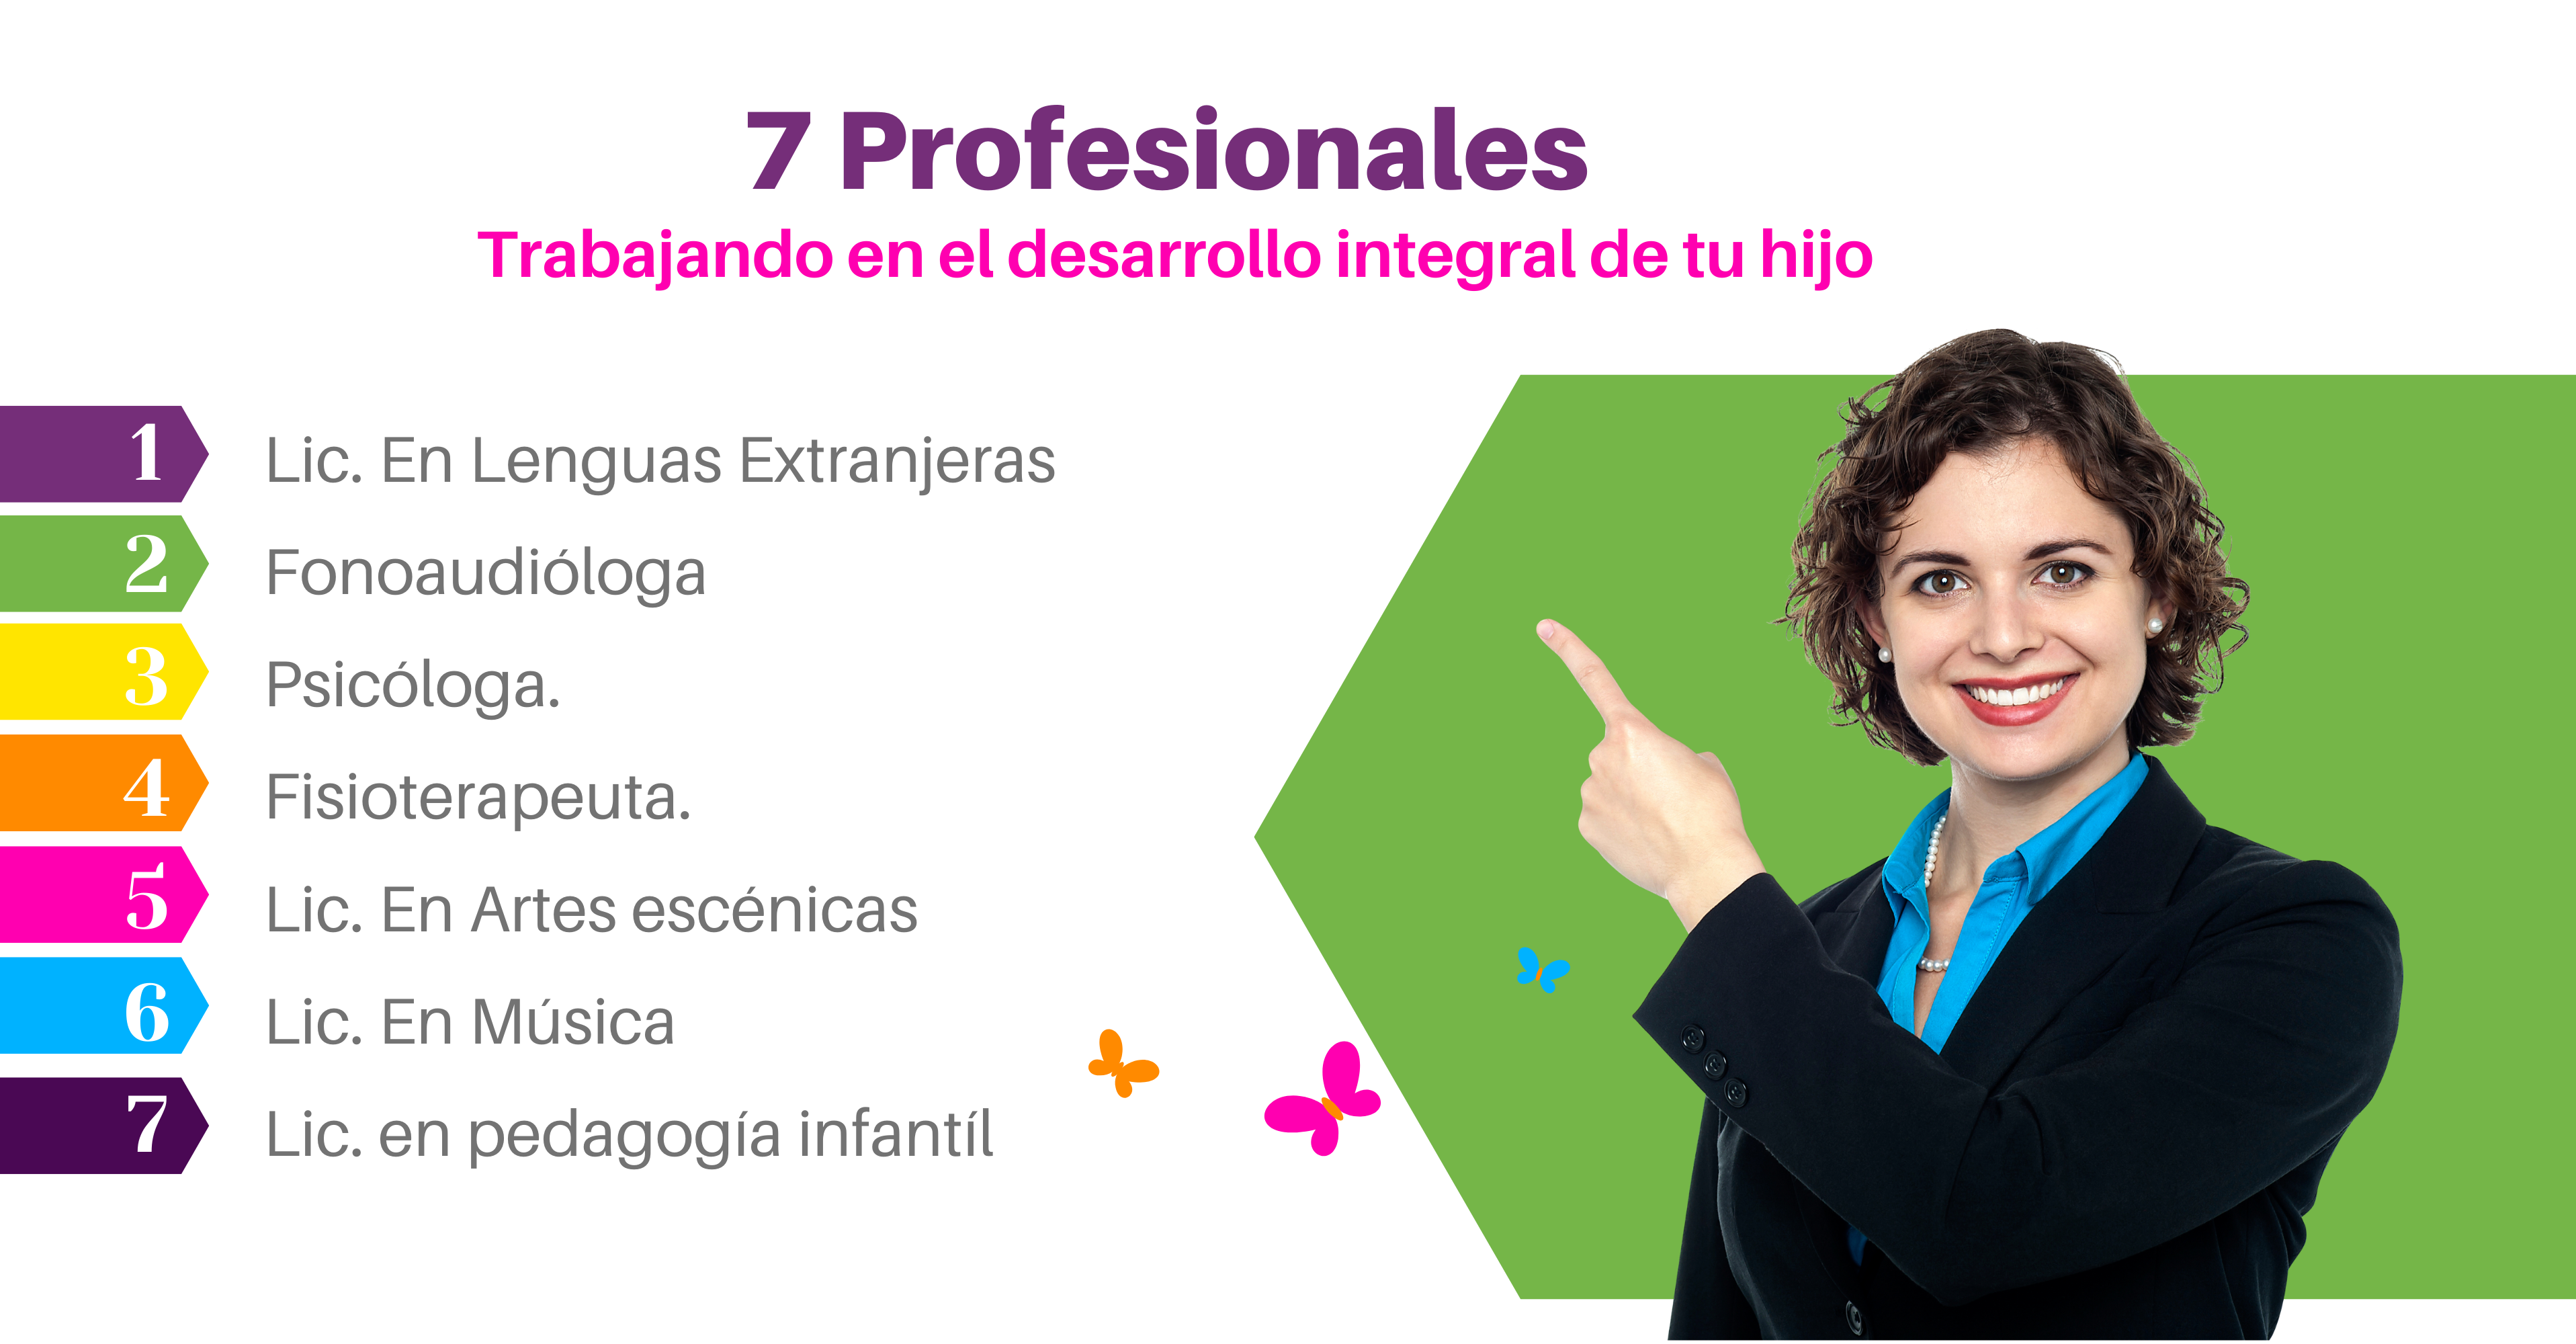 7 Profesionales
Trabajando en el desarrollo integral de tu hijo
1 Lic. En Lenguas Extranjeras
2 Fonoaudióloga
3 Psicóloga.
4 Fisioterapeuta.
5 Lic. En Artes escénicas
6 Lic. En Música
7 Lic. en pedagogía infantíl